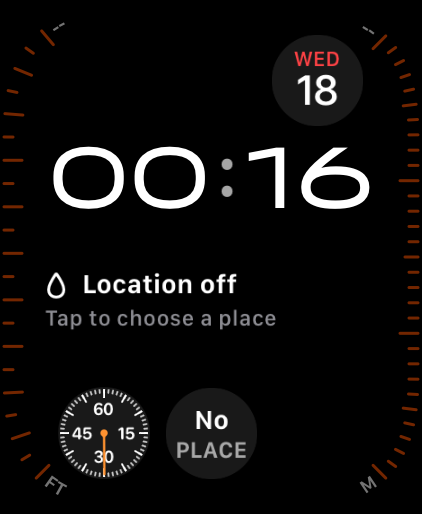 --
--
WED
18
00:16
Location off
Tap to choose a place
60
45
15
30
No
PLACE
FT
M